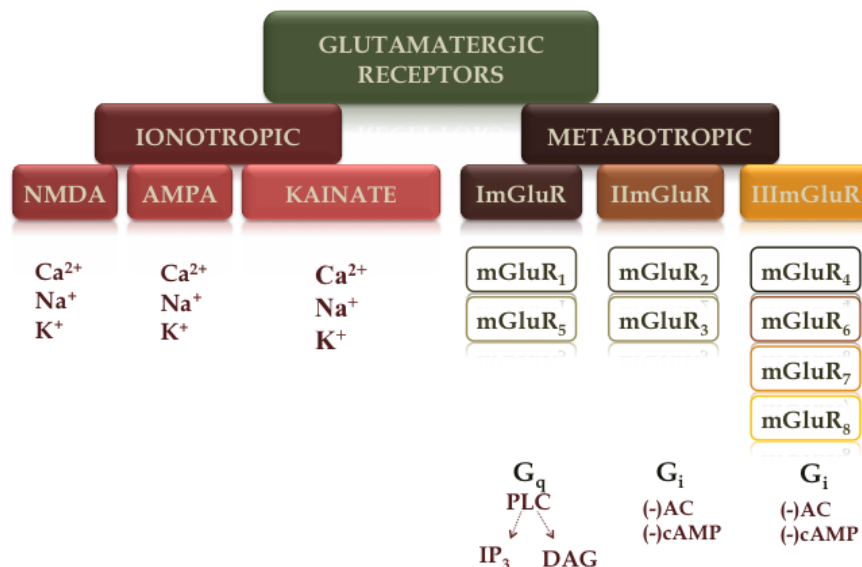 GLUTAMATERGIC
RECEPTORS
IONOTROPIC
METABOTROPIC
NMDA
AMPA
KAINATE
ImGluR
IImGluR
IIImGluR
Ca²⁺
Na⁺
K⁺
Ca²⁺
Na⁺
K⁺
Ca²⁺
Na⁺
K⁺
mGluR₁
mGluR₅
mGluR₂
mGluR₃
mGluR₄
mGluR₆
mGluR₇
mGluR₈
G_q
PLC
IP₃ DAG
Gᵢ
(-)AC
(-)cAMP
Gᵢ
(-)AC
(-)cAMP